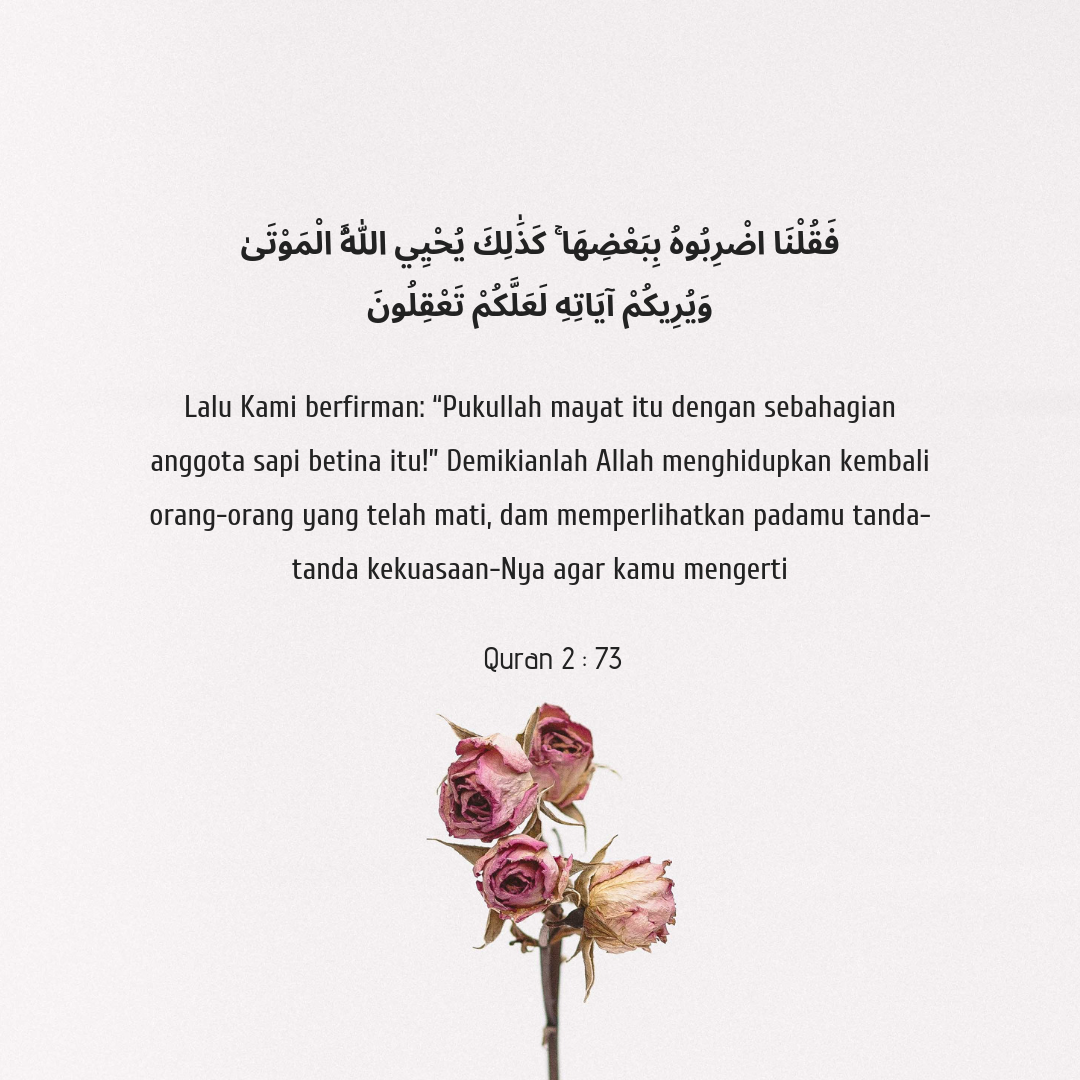 فَقُلْنَا اضْرِبُوهُ بِبَعْضِهَا ۚ كَذَٰلِكَ يُحْيِي اللَّهُ الْمَوْتَىٰ
وَيُرِيكُمْ آيَاتِهِ لَعَلَّكُمْ تَعْقِلُونَ
Lalu Kami berfirman: “Pukullah mayat itu dengan sebahagian
anggota sapi betina itu!” Demikianlah Allah menghidupkan kembali
orang-orang yang telah mati, dam memperlihatkan padamu tanda-
tanda kekuasaan-Nya agar kamu mengerti
Quran 2 : 73